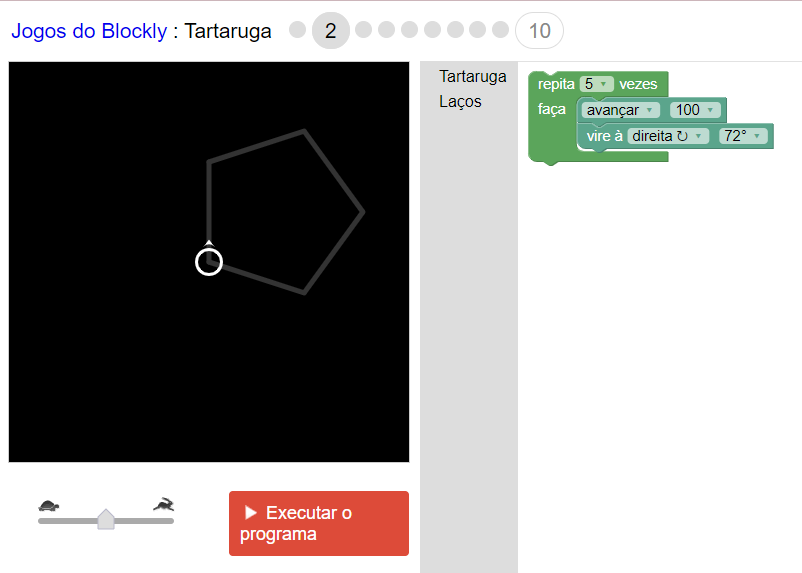 Jogos do Blockly : Tartaruga 2 10
Tartaruga
Laços
repita 5 vezes
faça avançar 100
vire à direita ↻ 72°
Executar o
programa